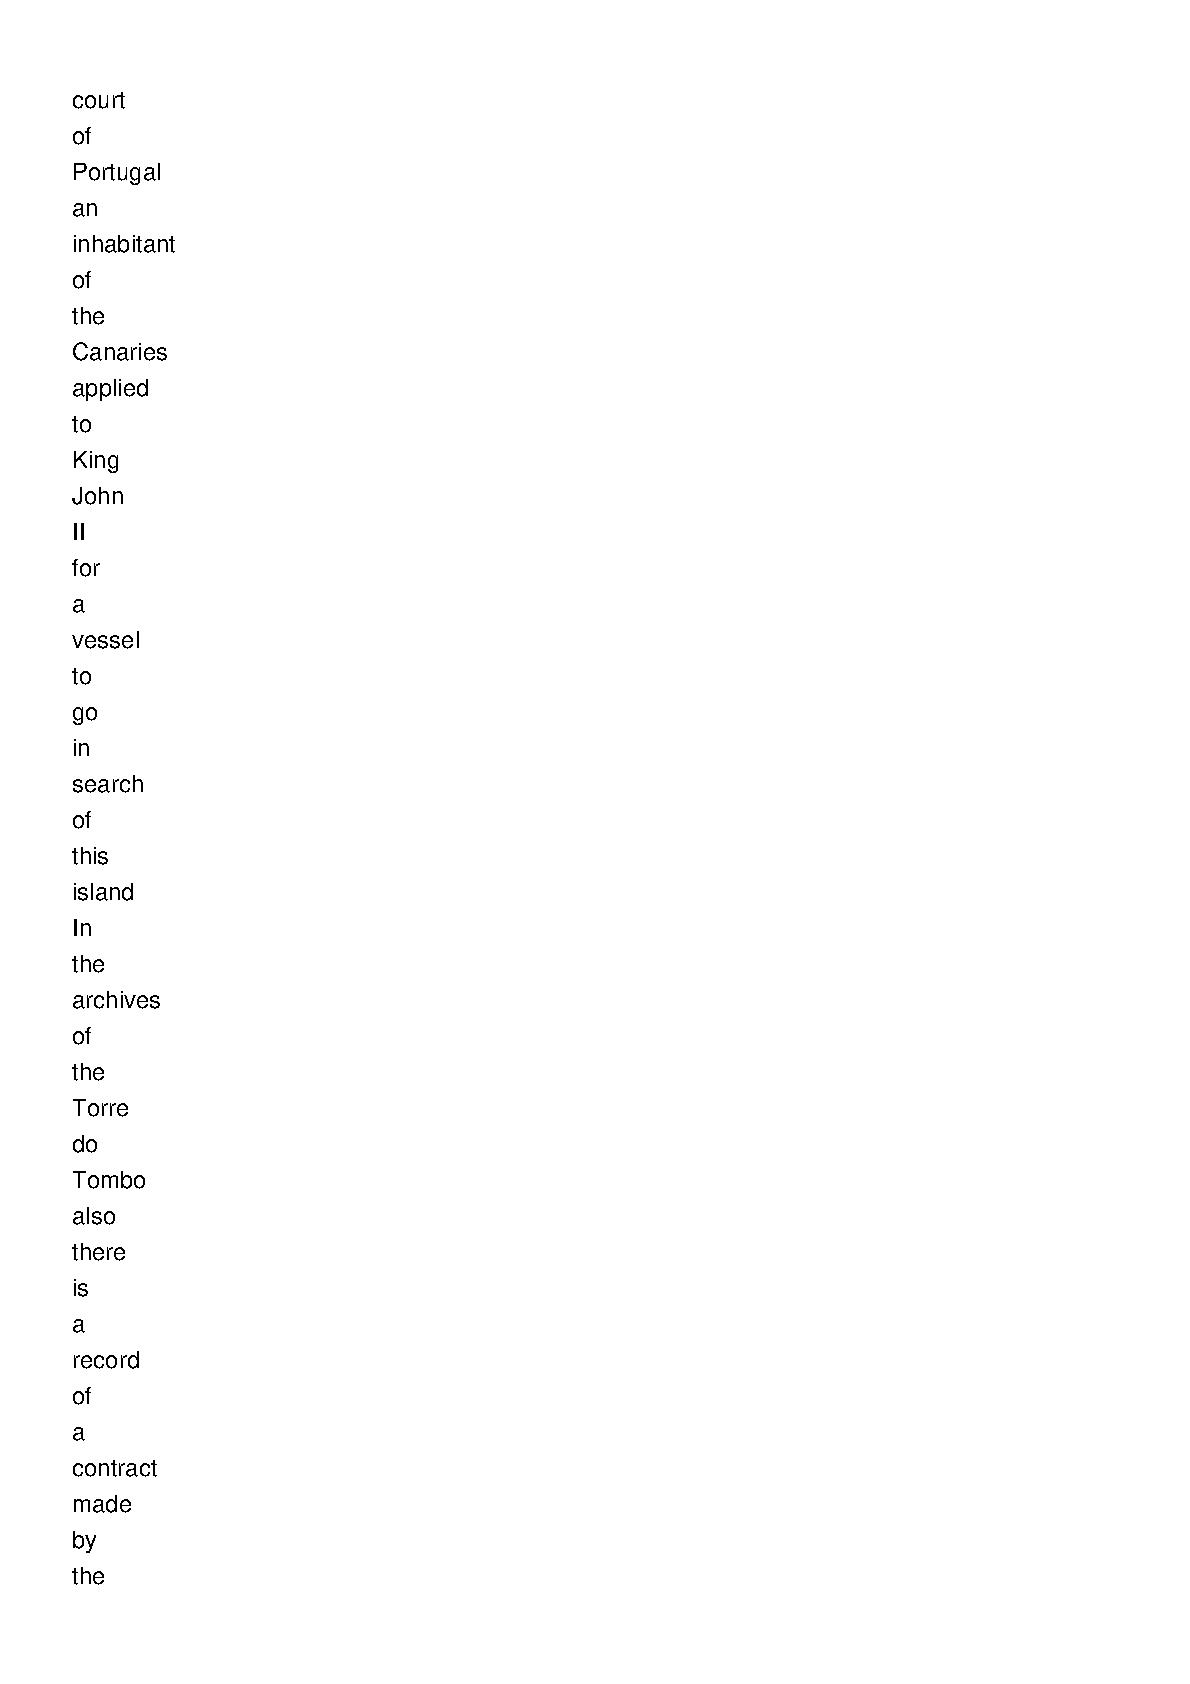 court
of
Portugal
an
inhabitant
of
the
Canaries
applied
to
King
John
II
for
a
vessel
to
go
in
search
of
this
island
In
the
archives
of
the
Torre
do
Tombo
also
there
is
a
record
of
a
contract
made
by
the